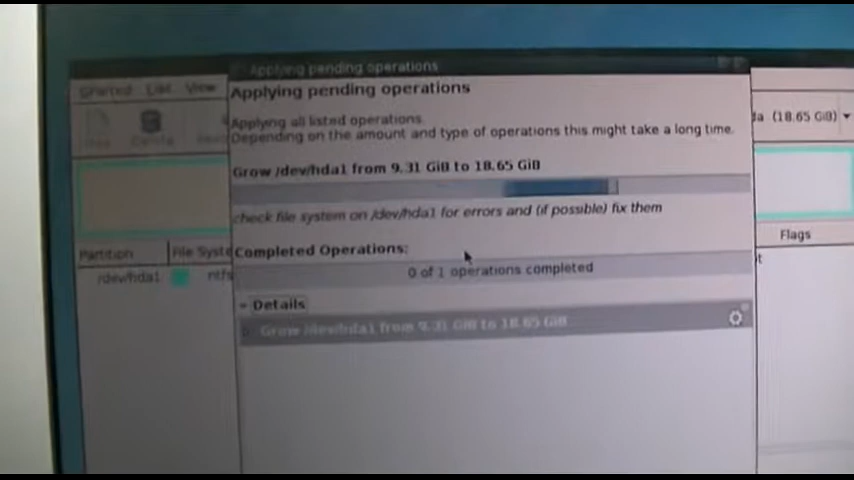 Applying pending operations
GParted Edit View
Applying pending operations
Applying all listed operations.
Depending on the amount and type of operations this might take a long time.
da (18.65 GiB)
Delete
Grow /dev/hda1 from 9.31 GiB to 18.65 GiB
check file system on /dev/hda1 for errors and (if possible) fix them
Partition
File Syste
Completed Operations:
Flags
/dev/hda1
ntfs
0 of 1 operations completed
Details
Grow /dev/hda1 from 9.31 GiB to 18.65 GiB